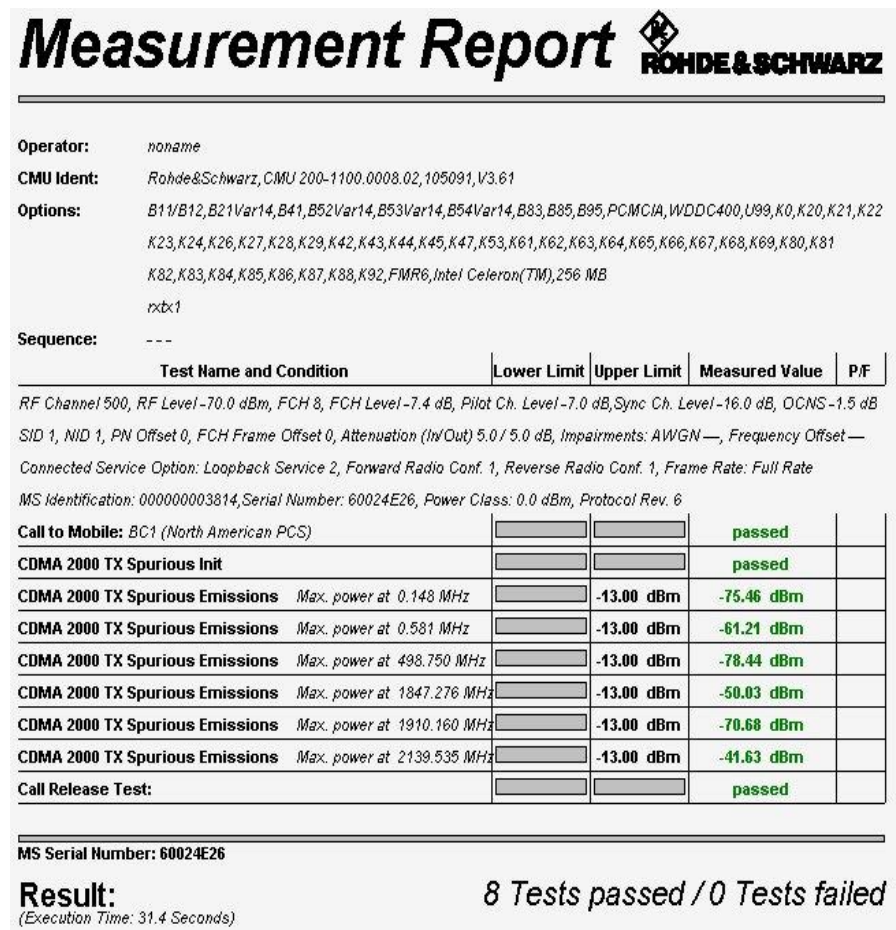 Measurement Report ROHDE&SCHWARZ
Operator: noname
CMU Ident: Rohde&Schwarz,CMU 200-1100.0008.02,105091,V3.61
Options: B11/B12,B21Var14,B41,B52Var14,B53Var14,B54Var14,B83,B85,B95,PCMCIA,WDDC400,U99,K0,K20,K21,K22
K23,K24,K26,K27,K28,K29,K42,K43,K44,K45,K47,K53,K61,K62,K63,K64,K65,K66,K67,K68,K69,K80,K81
K82,K83,K84,K85,K86,K87,K88,K92,FMR6,Intel Celeron(TM),256 MB
rxtx1
Sequence: - - -
Test Name and Condition Lower Limit Upper Limit Measured Value P/F
RF Channel 500, RF Level -70.0 dBm, FCH 8, FCH Level -7.4 dB, Pilot Ch. Level -7.0 dB,Sync Ch. Level -16.0 dB, OCNS -1.5 dB
SID 1, NID 1, PN Offset 0, FCH Frame Offset 0, Attenuation (In/Out) 5.0 / 5.0 dB, Impairments: AWGN —, Frequency Offset —
Connected Service Option: Loopback Service 2, Forward Radio Conf. 1, Reverse Radio Conf. 1, Frame Rate: Full Rate
MS Identification: 000000003814,Serial Number: 60024E26, Power Class: 0.0 dBm, Protocol Rev. 6
Call to Mobile: BC1 (North American PCS) passed
CDMA 2000 TX Spurious Init passed
CDMA 2000 TX Spurious Emissions Max. power at 0.148 MHz -13.00 dBm -75.46 dBm
CDMA 2000 TX Spurious Emissions Max. power at 0.581 MHz -13.00 dBm -61.21 dBm
CDMA 2000 TX Spurious Emissions Max. power at 498.750 MHz -13.00 dBm -78.44 dBm
CDMA 2000 TX Spurious Emissions Max. power at 1847.276 MHz -13.00 dBm -50.03 dBm
CDMA 2000 TX Spurious Emissions Max. power at 1910.160 MHz -13.00 dBm -70.68 dBm
CDMA 2000 TX Spurious Emissions Max. power at 2139.535 MHz -13.00 dBm -41.63 dBm
Call Release Test: passed
MS Serial Number: 60024E26
Result: 8 Tests passed / 0 Tests failed
(Execution Time: 31.4 Seconds)